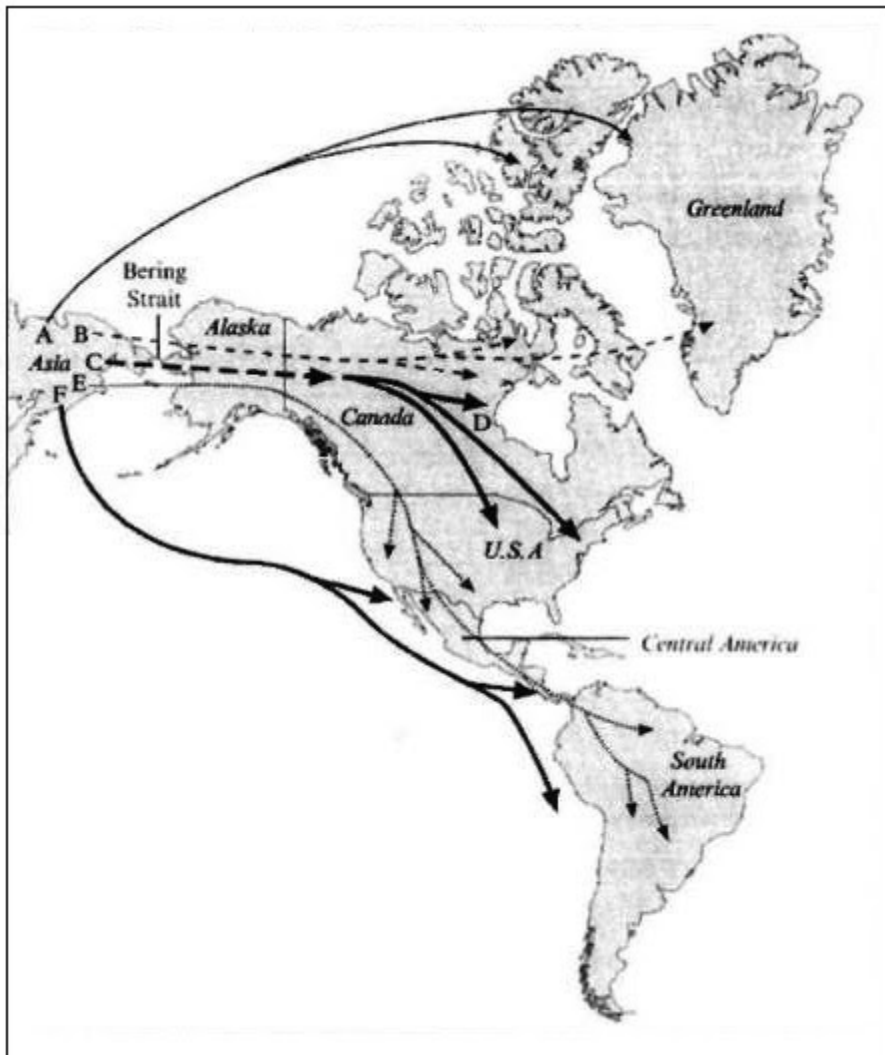 Greenland
Bering
Strait
Alaska
A
B
Asia
C
E
F
Canada
D
U.S.A
Central America
South
America